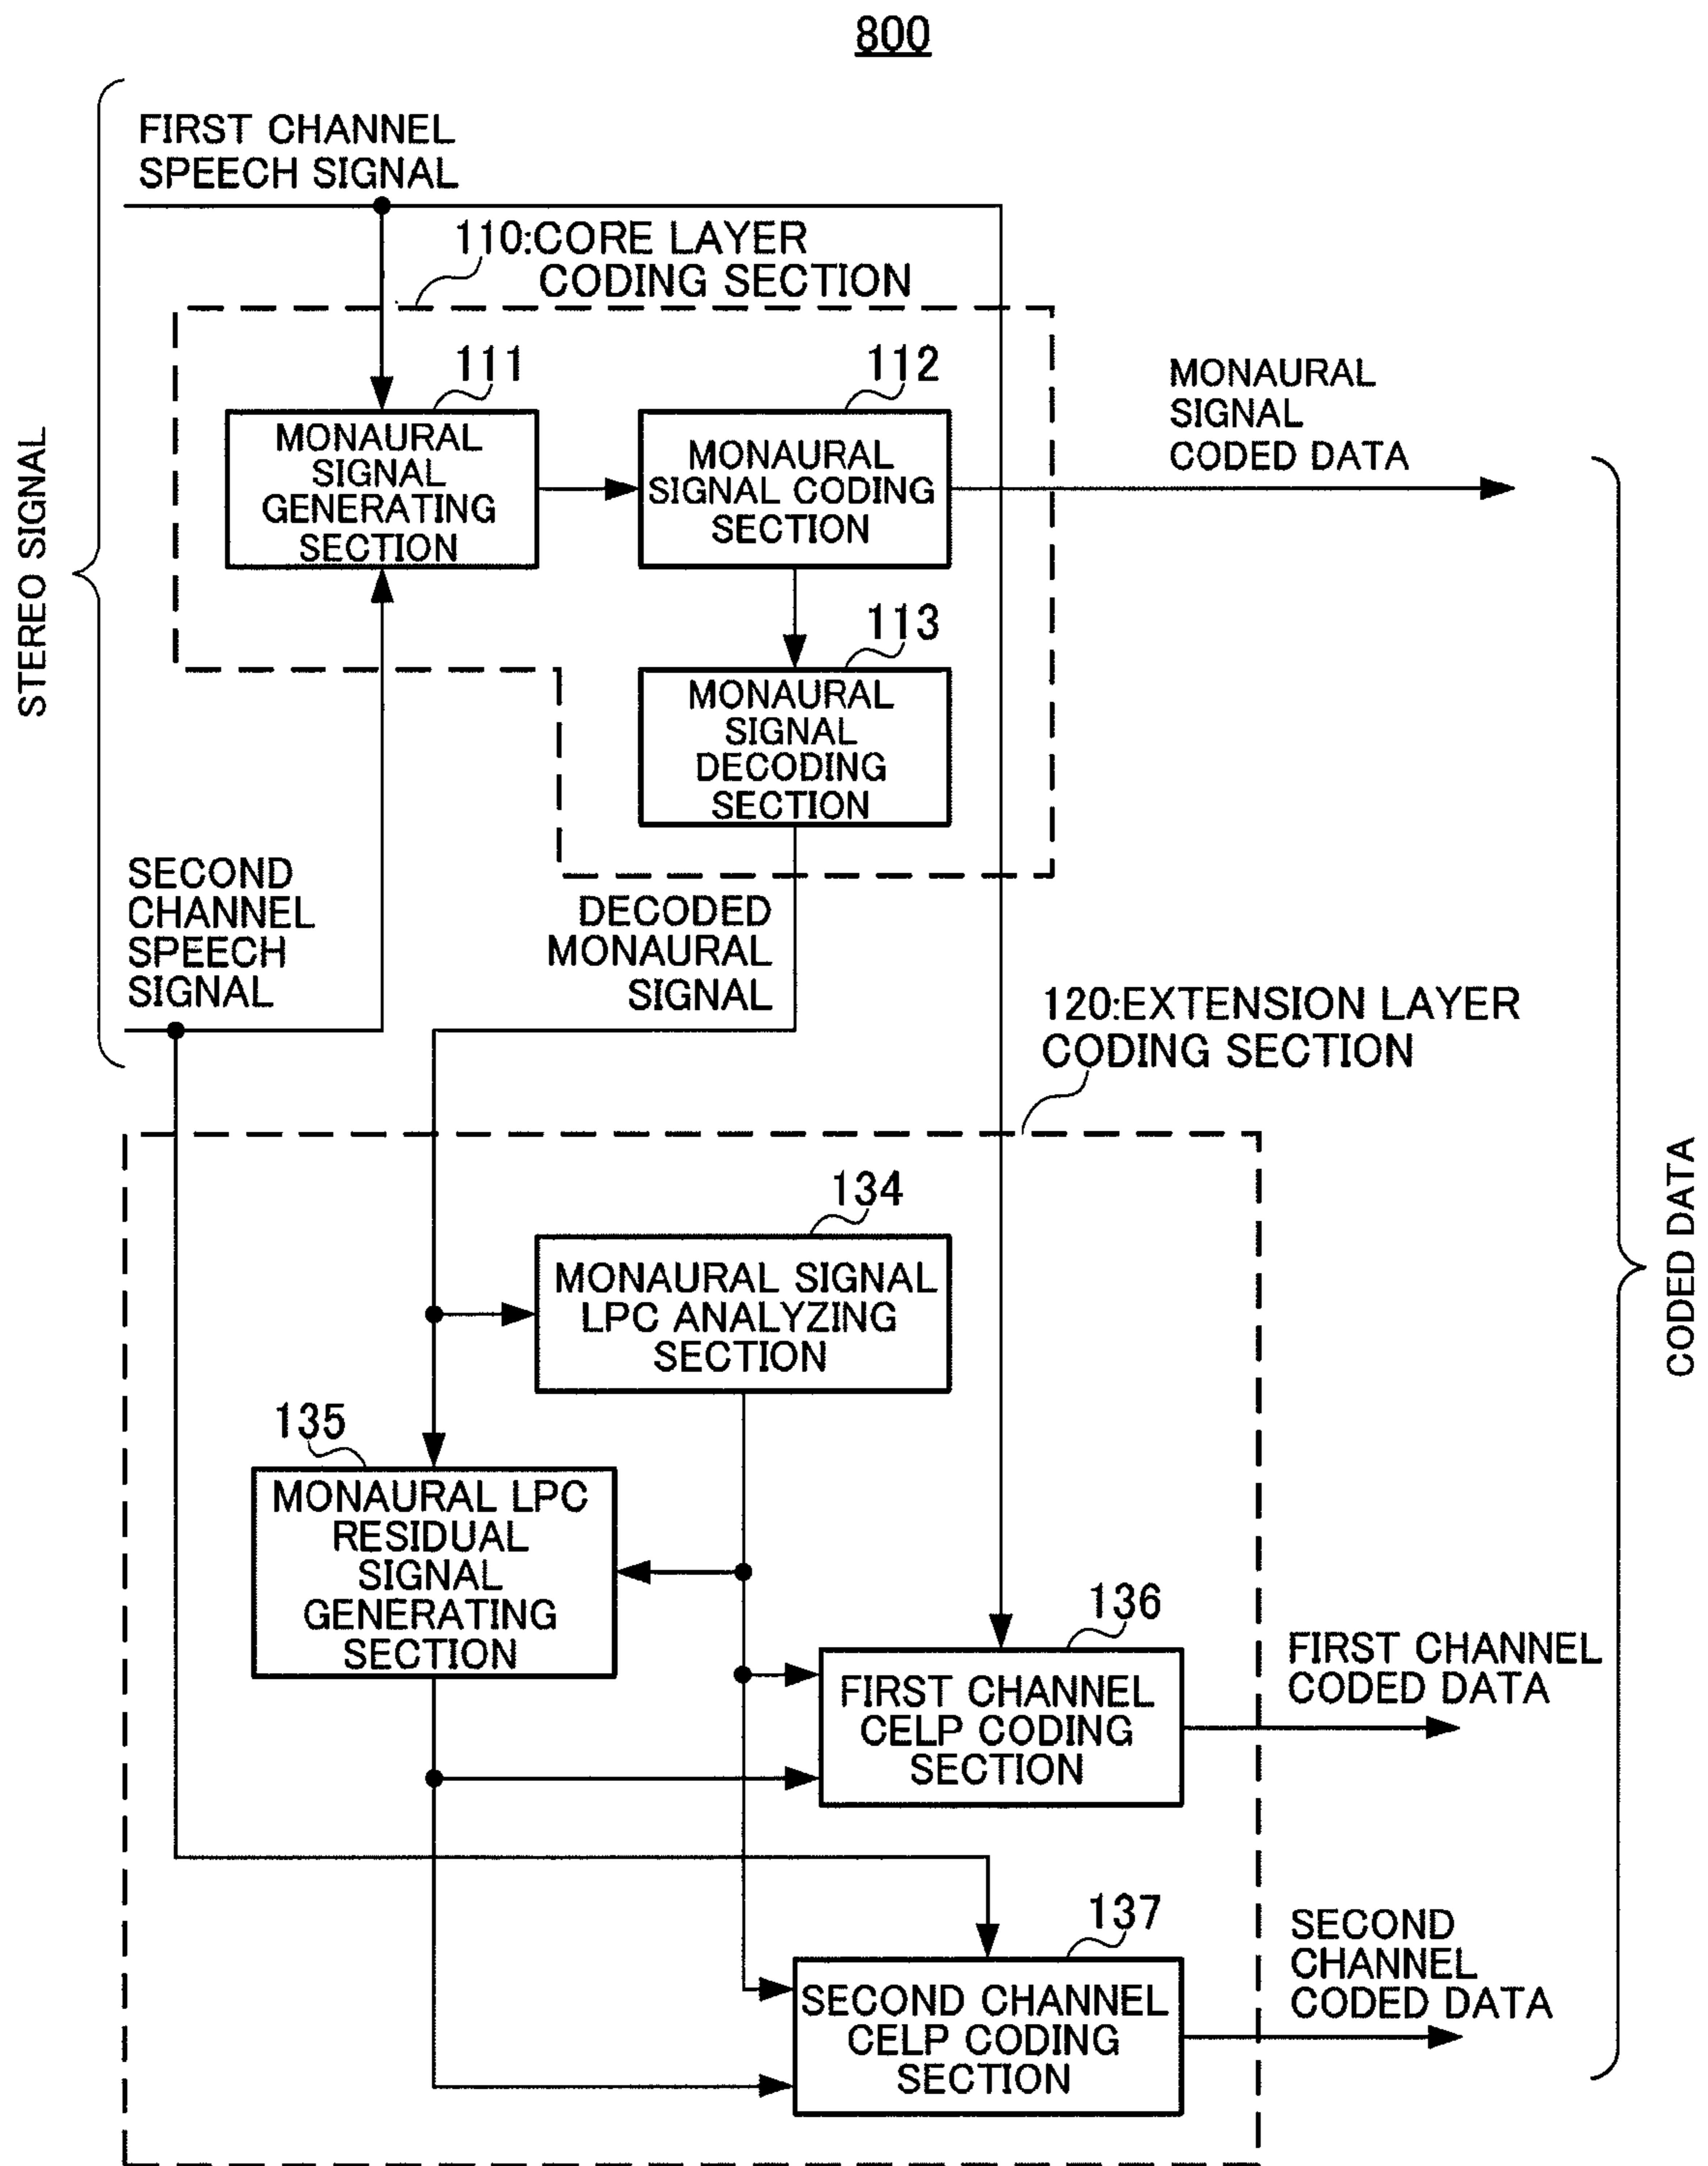 800
FIRST CHANNEL
SPEECH SIGNAL
110:CORE LAYER
CODING SECTION
111
112
MONAURAL
SIGNAL
CODED DATA
MONAURAL
SIGNAL
GENERATING
SECTION
MONAURAL
SIGNAL CODING
SECTION
STEREO SIGNAL
113
MONAURAL
SIGNAL
DECODING
SECTION
SECOND
CHANNEL
SPEECH
SIGNAL
DECODED
MONAURAL
SIGNAL
120:EXTENSION LAYER
CODING SECTION
134
MONAURAL SIGNAL
LPC ANALYZING
SECTION
CODED DATA
135
MONAURAL LPC
RESIDUAL
SIGNAL
GENERATING
SECTION
136
FIRST CHANNEL
CELP CODING
SECTION
FIRST CHANNEL
CODED DATA
137
SECOND CHANNEL
CELP CODING
SECTION
SECOND
CHANNEL
CODED DATA